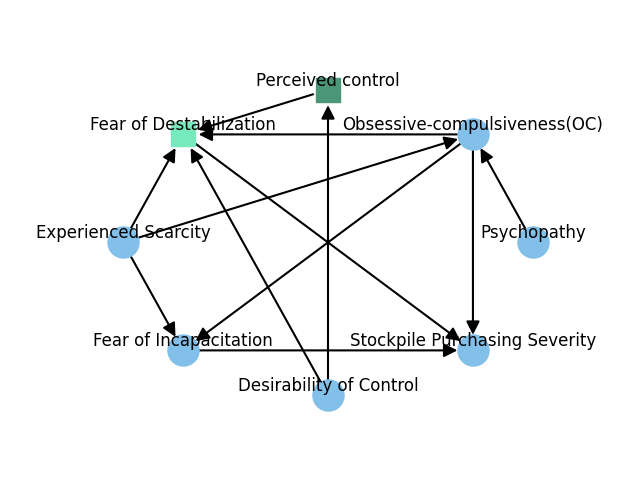 Perceived control
Fear of Destabilization
Obsessive-compulsiveness(OC)
Experienced Scarcity
Psychopathy
Fear of Incapacitation
Stockpile Purchasing Severity
Desirability of Control